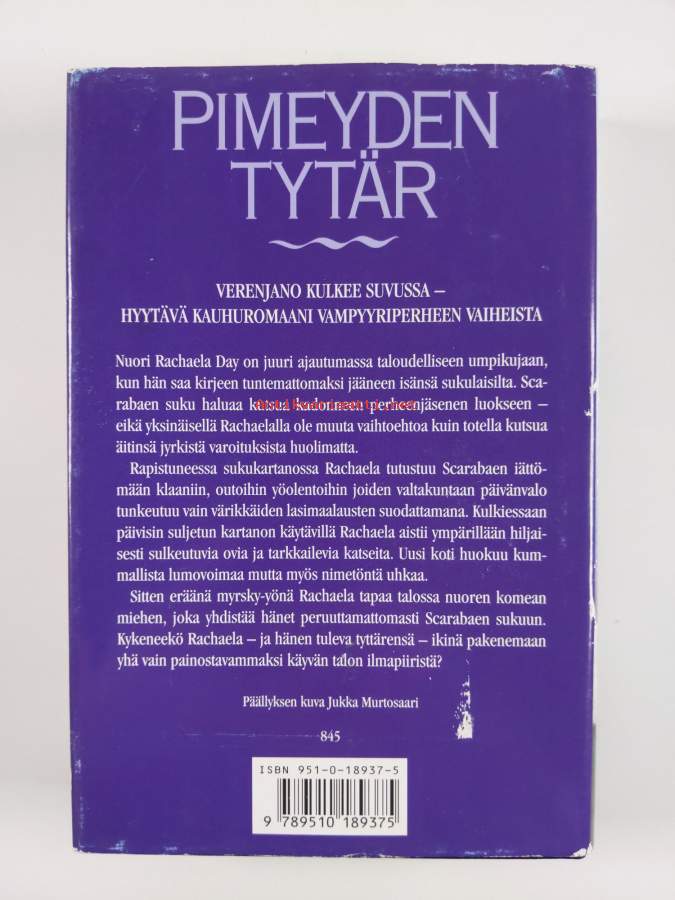 PIMEYDEN
TYTÄR
VERENJANO KULKEE SUVUSSA –
HYYTÄVÄ KAUHUROMAANI VAMPYYRIPERHEEN VAIHEISTA
Nuori Rachaela Day on juuri ajautumassa taloudelliseen umpikujaan,
kun hän saa kirjeen tuntemattomaksi jääneen isänsä sukulaisilta. Sca-
rabaen suku haluaa kutsua kadonneen perheenjäsenen luokseen –
Antikvariaatti.net
eikä yksinäisellä Rachaelalla ole muuta vaihtoehtoa kuin totella kutsua
äitinsä jyrkistä varoituksista huolimatta.
Rapistuneessa sukukartanossa Rachaela tutustuu Scarabaen iättö-
mään klaaniin, outoihin yöolentoihin joiden valtakuntaan päivänvalo
tunkeutuu vain värikkäiden lasimaalausten suodattamana. Kulkiessaan
päivisin suljetun kartanon käytävillä Rachaela aistii ympärillään hiljai-
sesti sulkeutuvia ovia ja tarkkailevia katseita. Uusi koti huokuu kum-
mallista lumovoimaa mutta myös nimetöntä uhkaa.
Sitten eräänä myrsky-yönä Rachaela tapaa talossa nuoren komean
miehen, joka yhdistää hänet peruuttamattomasti Scarabaen sukuun.
Kykeneekö Rachaela – ja hänen tuleva tyttärensä – ikinä pakenemaan
yhä vain painostavammaksi käyvän talon ilmapiiristä?
Päällyksen kuva Jukka Murtosaari
845
ISBN 951-0-18937-5
9 789510 189375